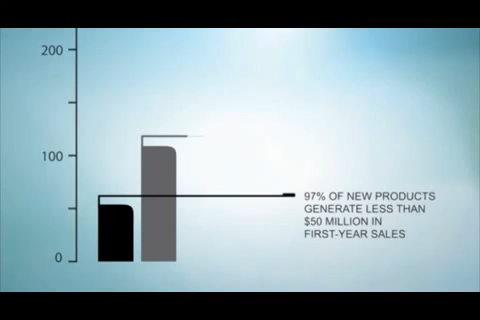 200
100
0
97% OF NEW PRODUCTS
GENERATE LESS THAN
$50 MILLION IN
FIRST-YEAR SALES